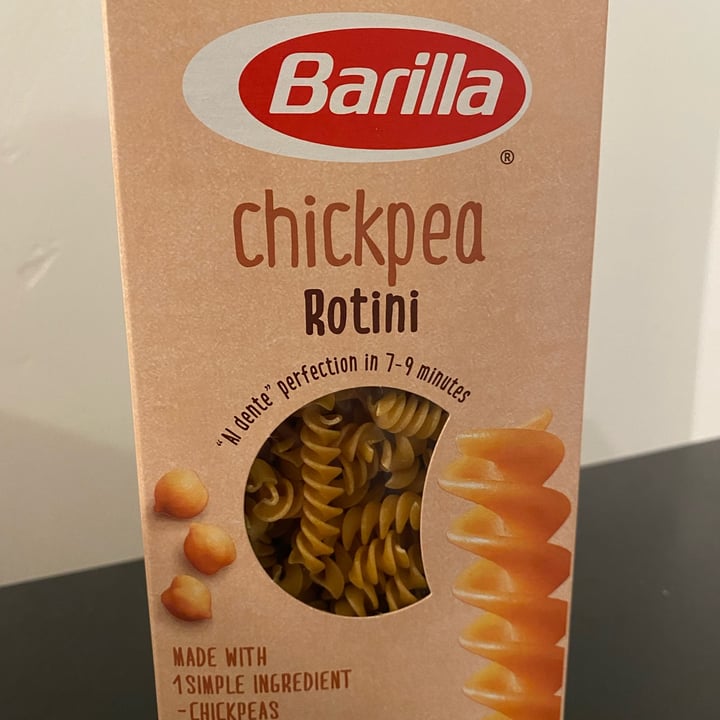 Barilla
®
chickpea
Rotini
"Al dente" perfection in 7-9 minutes
MADE WITH
1 SIMPLE INGREDIENT
-CHICKPEAS